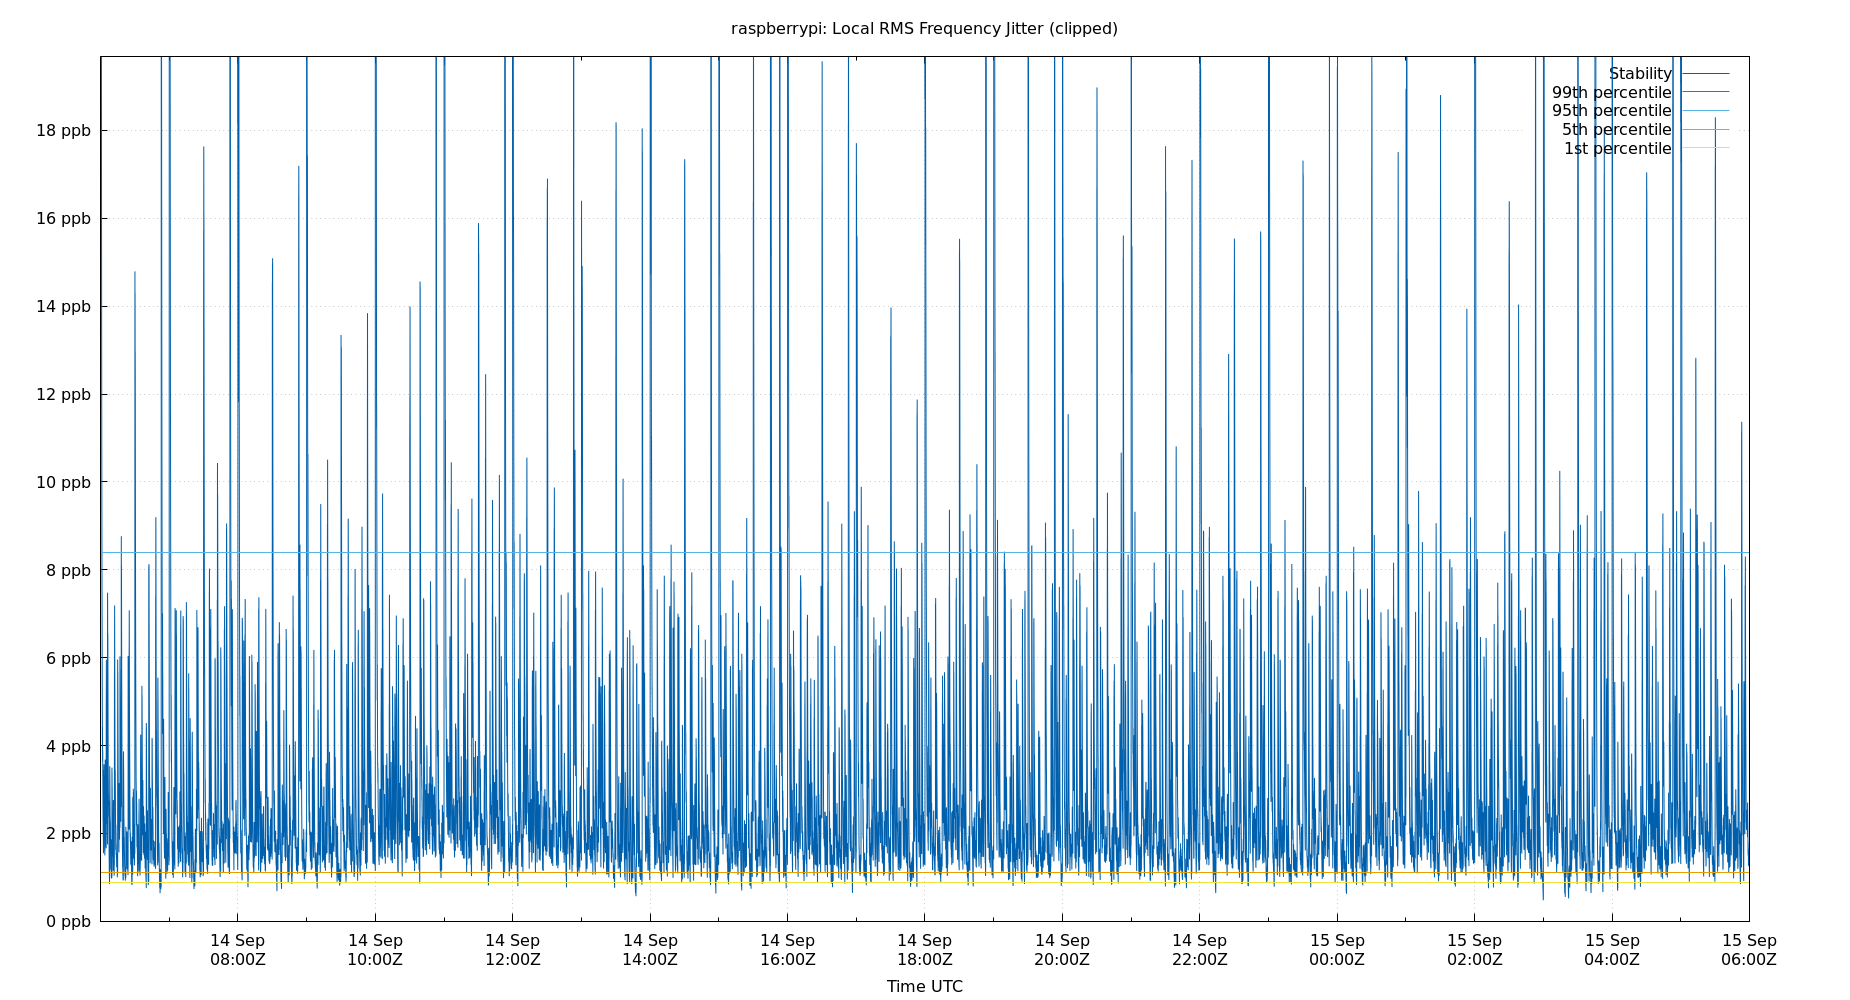 raspberrypi: Local RMS Frequency Jitter (clipped)
Stability
99th percentile
95th percentile
5th percentile
1st percentile
18 ppb
16 ppb
14 ppb
12 ppb
10 ppb
8 ppb
6 ppb
4 ppb
2 ppb
0 ppb
14 Sep 14 Sep 14 Sep 14 Sep 14 Sep 14 Sep 14 Sep 14 Sep 15 Sep 15 Sep 15 Sep 15 Sep
08:00Z 10:00Z 12:00Z 14:00Z 16:00Z 18:00Z 20:00Z 22:00Z 00:00Z 02:00Z 04:00Z 06:00Z
Time UTC